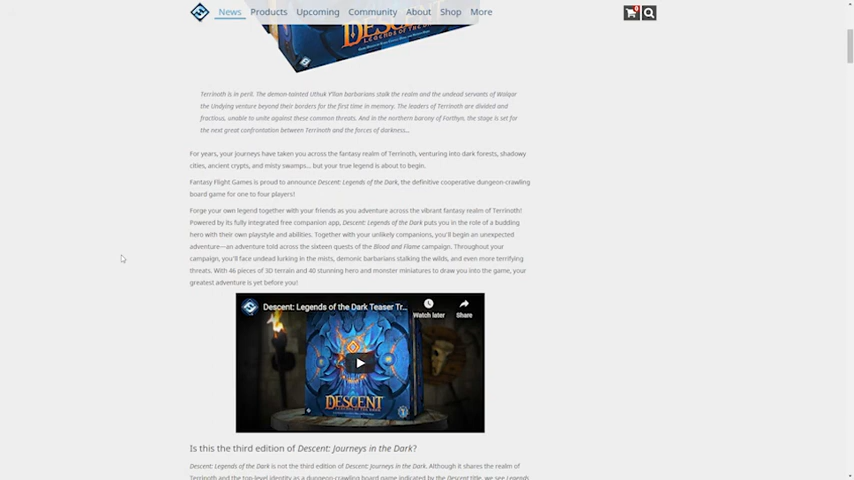 News Products Upcoming Community About Shop More
DESCENT
LEGENDS OF THE DARK
Terrinoth is in peril. The demon-tainted Uthuk Y'llan barbarians stalk the realm and the undead servants of Waiqar
the Undying venture beyond their borders for the first time in memory. The leaders of Terrinoth are divided and
fractious, unable to unite against these common threats. And in the northern barony of Forthyn, the stage is set for
the next great confrontation between Terrinoth and the forces of darkness...
For years, your journeys have taken you across the fantasy realm of Terrinoth, venturing into dark forests, shadowy
cities, ancient crypts, and misty swamps... but your true legend is about to begin.
Fantasy Flight Games is proud to announce Descent: Legends of the Dark, the definitive cooperative dungeon-crawling
board game for one to four players!
Forge your own legend together with your friends as you adventure across the vibrant fantasy realm of Terrinoth!
Powered by its fully integrated free companion app, Descent: Legends of the Dark puts you in the role of a budding
hero with their own playstyle and abilities. Together with your unlikely companions, you'll begin an unexpected
adventure—an adventure told across the sixteen quests of the Blood and Flame campaign. Throughout your
campaign, you'll face undead lurking in the mists, demonic barbarians stalking the wilds, and even more terrifying
threats. With 46 pieces of 3D terrain and 40 stunning hero and monster miniatures to draw you into the game, your
greatest adventure is yet before you!
Descent: Legends of the Dark Teaser Tr...
Watch later Share
DESCENT
LEGENDS OF THE DARK
Is this the third edition of Descent: Journeys in the Dark?
Descent: Legends of the Dark is not the third edition of Descent: Journeys in the Dark. Although it shares the realm of
Terrinoth and the top-level identity as a dungeon-crawling board game indicated by the Descent title, we see Legends